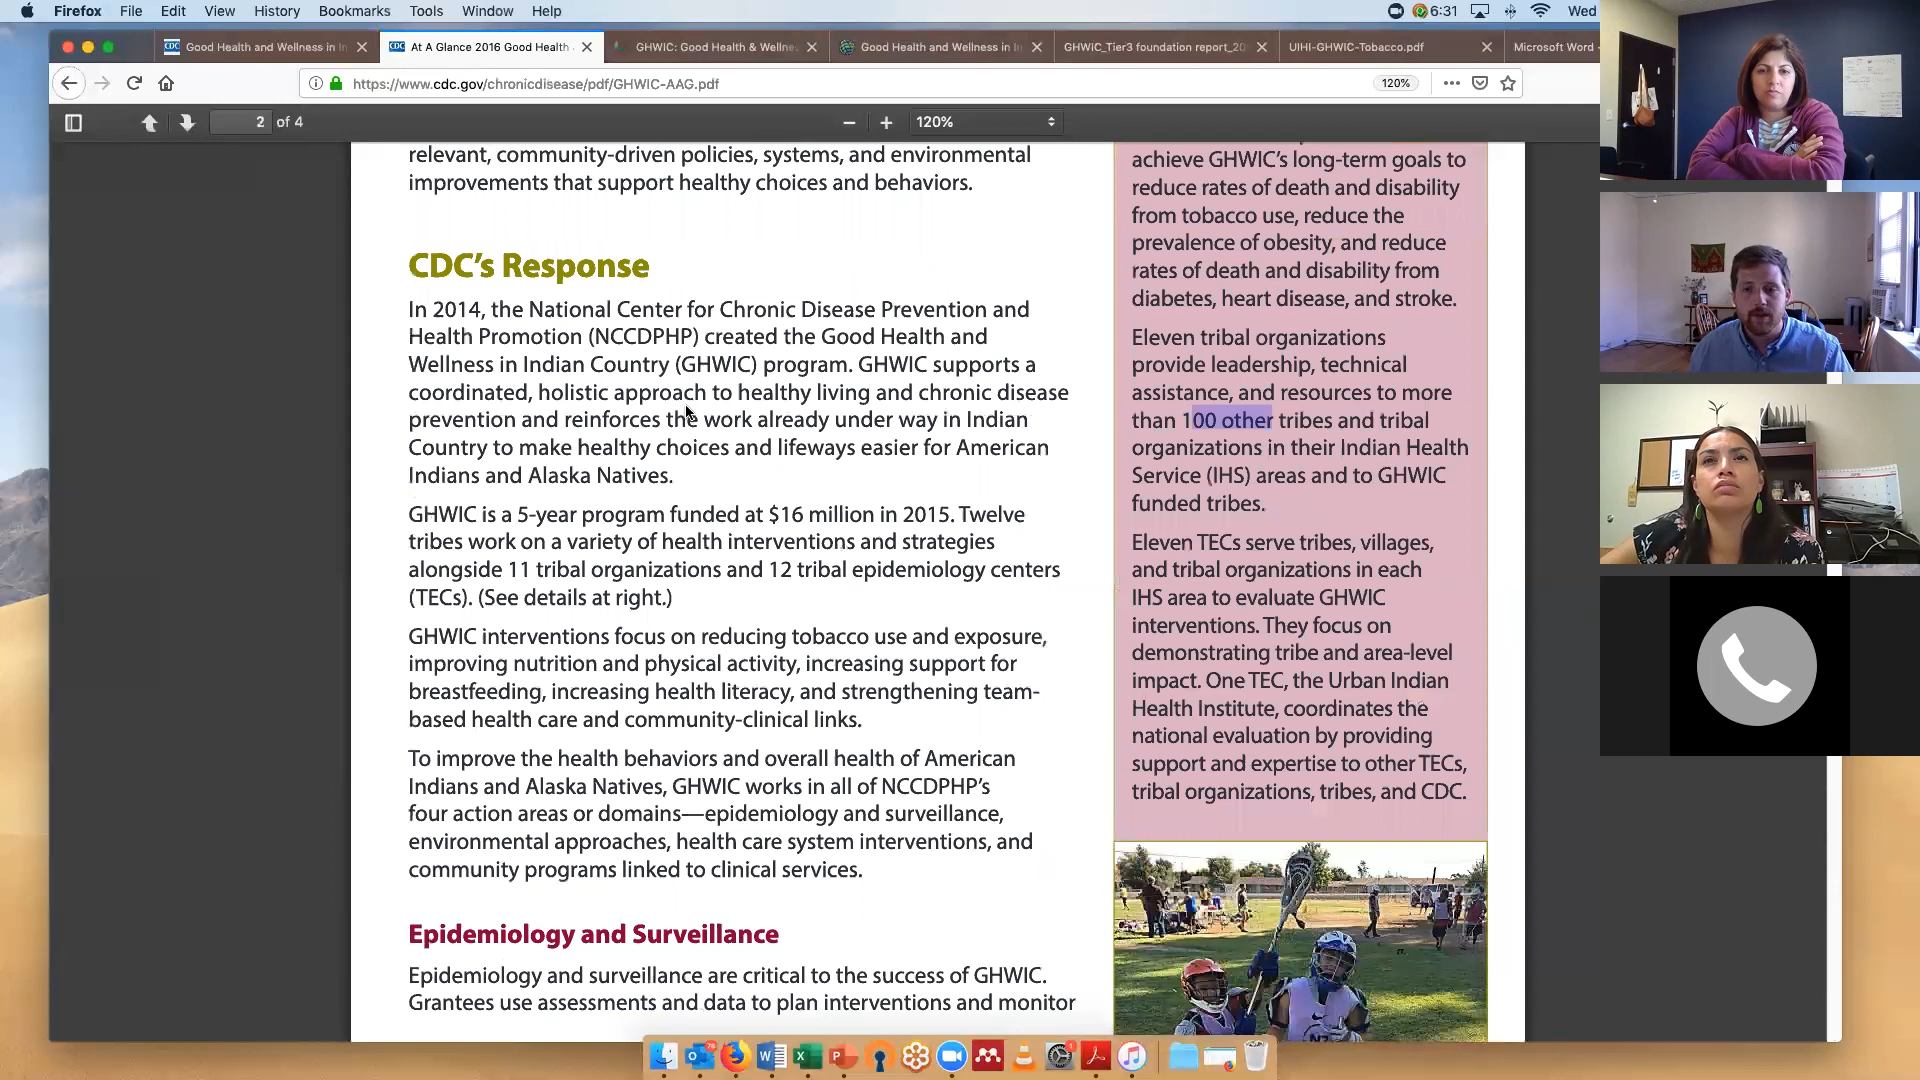 Firefox File Edit View History Bookmarks Tools Window Help
6:31 Wed
Good Health and Wellness in In
At A Glance 2016 Good Health
GHWIC: Good Health & Wellne
Good Health and Wellness in In
GHWIC_Tier3 foundation report_20
UIHI-GHWIC-Tobacco.pdf
Microsoft Word -
https://www.cdc.gov/chronicdisease/pdf/GHWIC-AAG.pdf
120%
2 of 4
120%
relevant, community-driven policies, systems, and environmental
improvements that support healthy choices and behaviors.
CDC's Response
In 2014, the National Center for Chronic Disease Prevention and
Health Promotion (NCCDPHP) created the Good Health and
Wellness in Indian Country (GHWIC) program. GHWIC supports a
coordinated, holistic approach to healthy living and chronic disease
prevention and reinforces the work already under way in Indian
Country to make healthy choices and lifeways easier for American
Indians and Alaska Natives.
GHWIC is a 5-year program funded at $16 million in 2015. Twelve
tribes work on a variety of health interventions and strategies
alongside 11 tribal organizations and 12 tribal epidemiology centers
(TECs). (See details at right.)
GHWIC interventions focus on reducing tobacco use and exposure,
improving nutrition and physical activity, increasing support for
breastfeeding, increasing health literacy, and strengthening team-
based health care and community-clinical links.
To improve the health behaviors and overall health of American
Indians and Alaska Natives, GHWIC works in all of NCCDPHP's
four action areas or domains—epidemiology and surveillance,
environmental approaches, health care system interventions, and
community programs linked to clinical services.
Epidemiology and Surveillance
Epidemiology and surveillance are critical to the success of GHWIC.
Grantees use assessments and data to plan interventions and monitor
achieve GHWIC's long-term goals to
reduce rates of death and disability
from tobacco use, reduce the
prevalence of obesity, and reduce
rates of death and disability from
diabetes, heart disease, and stroke.
Eleven tribal organizations
provide leadership, technical
assistance, and resources to more
than 100 other tribes and tribal
organizations in their Indian Health
Service (IHS) areas and to GHWIC
funded tribes.
Eleven TECs serve tribes, villages,
and tribal organizations in each
IHS area to evaluate GHWIC
interventions. They focus on
demonstrating tribe and area-level
impact. One TEC, the Urban Indian
Health Institute, coordinates the
national evaluation by providing
support and expertise to other TECs,
tribal organizations, tribes, and CDC.